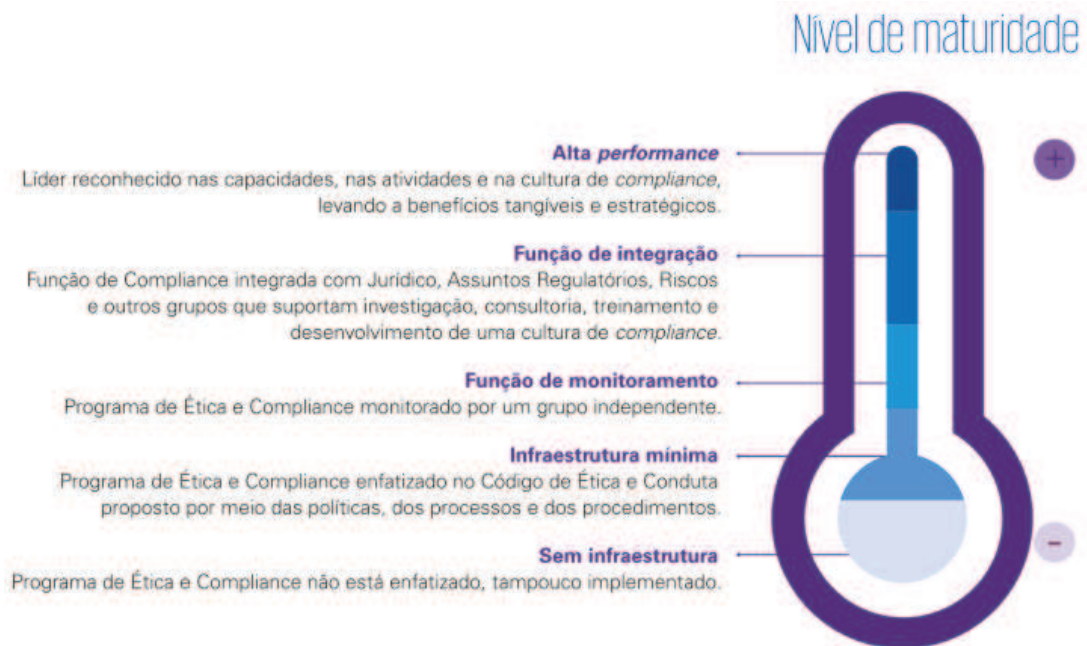 Nível de maturidade
+
Alta performance
Líder reconhecido nas capacidades, nas atividades e na cultura de compliance,
levando a benefícios tangíveis e estratégicos.
Função de integração
Função de Compliance integrada com Jurídico, Assuntos Regulatórios, Riscos
e outros grupos que suportam investigação, consultoria, treinamento e
desenvolvimento de uma cultura de compliance.
Função de monitoramento
Programa de Ética e Compliance monitorado por um grupo independente.
Infraestrutura mínima
Programa de Ética e Compliance enfatizado no Código de Ética e Conduta
proposto por meio das políticas, dos processos e dos procedimentos.
-
Sem infraestrutura
Programa de Ética e Compliance não está enfatizado, tampouco implementado.